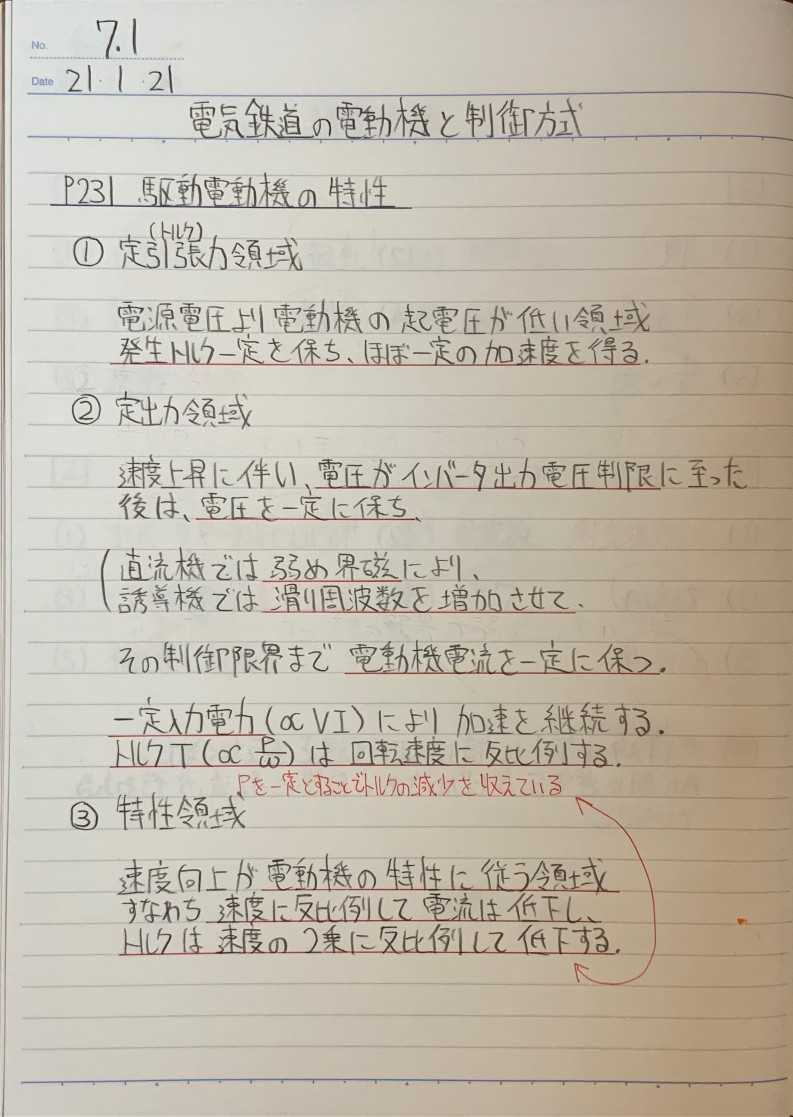 No. 7.1
Date 21・1・21
電気鉄道の電動機と制御方式
P231 駆動電動機の特性
(トルク)
① 定引張力領域
電源電圧より電動機の起電圧が低い領域
発生トルク一定を保ち、ほぼ一定の加速度を得る.
② 定出力領域
速度上昇に伴い、電圧がインバータ出力電圧制限に至った
後は、電圧を一定に保ち、
直流機では弱め界磁により、
誘導機では滑り周波数を増加させて、
その制御限界まで 電動機電流を一定に保つ.
一定入力電力(∝VI)により加速を継続する.
トルクT(∝P/ω)は回転速度に反比例する.
Pを一定とすることでトルクの減少を収えている
③ 特性領域
速度向上が電動機の特性に従う領域
すなわち 速度に反比例して電流は低下し、
トルクは速度の2乗に反比例して低下する.